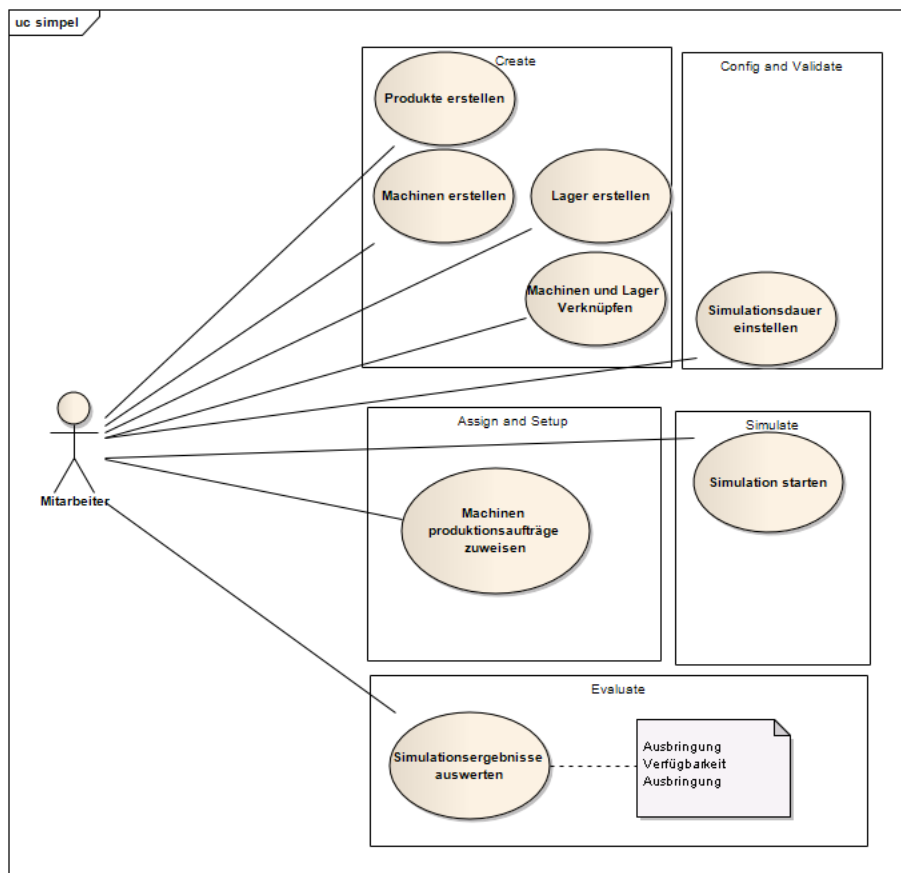 uc simpel
Create
Config and Validate
Produkte erstellen
Machinen erstellen
Lager erstellen
Machinen und Lager
Verknüpfen
Simulationsdauer
einstellen
Mitarbeiter
Assign and Setup
Simulate
Machinen
produktionsaufträge
zuweisen
Simulation starten
Evaluate
Simulationsergebnisse
auswerten
Ausbringung
Verfügbarkeit
Ausbringung